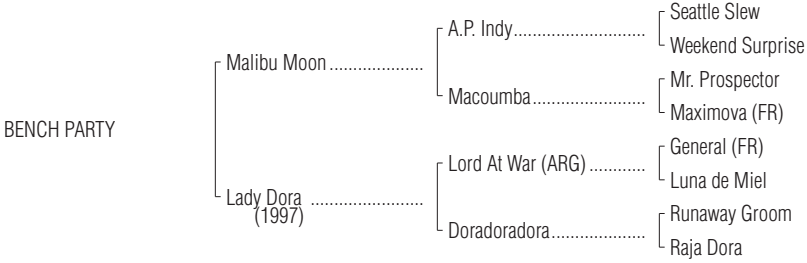 Seattle Slew
A.P. Indy..............................
Weekend Surprise
Malibu Moon .....................
Mr. Prospector
Macoumba..........................
Maximova (FR)
BENCH PARTY
General (FR)
Lord At War (ARG) .............
Luna de Miel
Lady Dora ..........................
(1997)
Runaway Groom
Doradoradora......................
Raja Dora